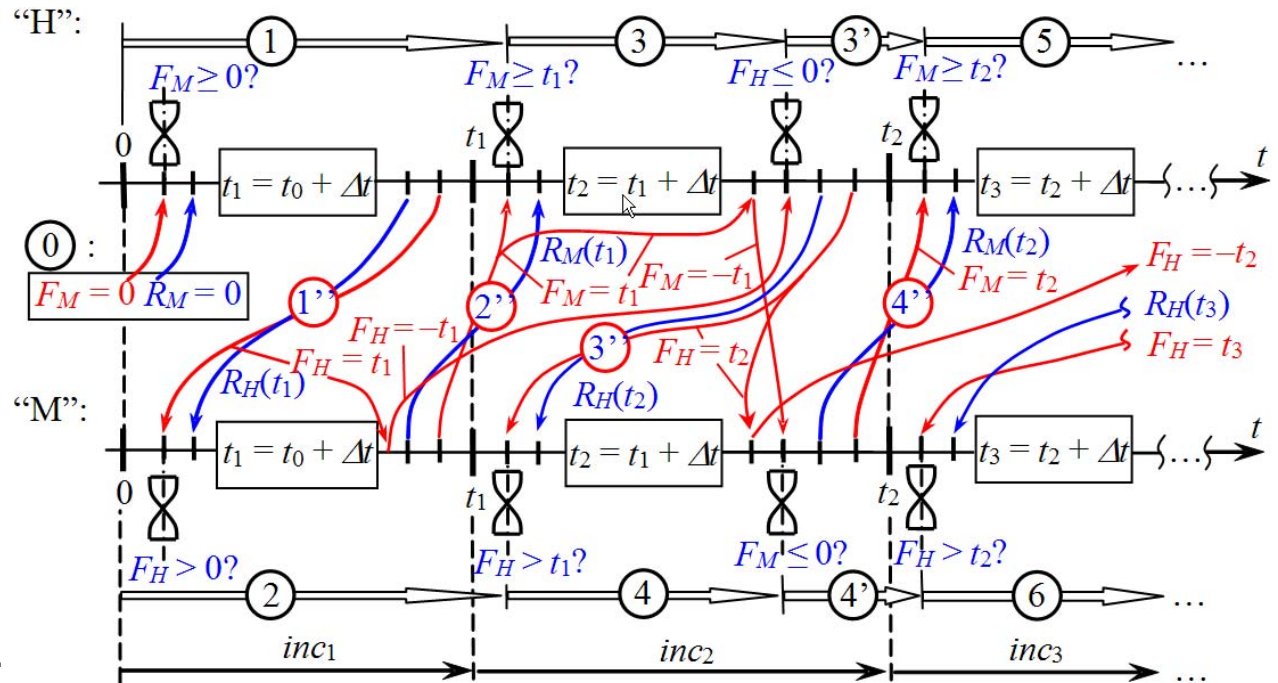 “H”:
1 3 3’ 5
F_M ≥ 0? F_M ≥ t_1? F_H ≤ 0? F_M ≥ t_2? …
0 t_1 t_2 t
t_1 = t_0 + Δt t_2 = t_1 + Δt t_3 = t_2 + Δt …
0 :
F_M = 0 R_M = 0
R_M(t_1) R_M(t_2)
F_M = t_1 F_M = −t_1 F_M = t_2 F_H = −t_2
1’’ 2’’ 4’’ R_H(t_3)
F_H = −t_1 3’’ F_H = t_3
F_H = t_1 F_H = t_2
R_H(t_1) R_H(t_2)
“M”:
t_1 = t_0 + Δt t_2 = t_1 + Δt t_3 = t_2 + Δt … t
0 t_1 t_2
F_H > 0? F_H > t_1? F_M ≤ 0? F_H > t_2?
2 4 4’ 6 …
inc_1 inc_2 inc_3 …